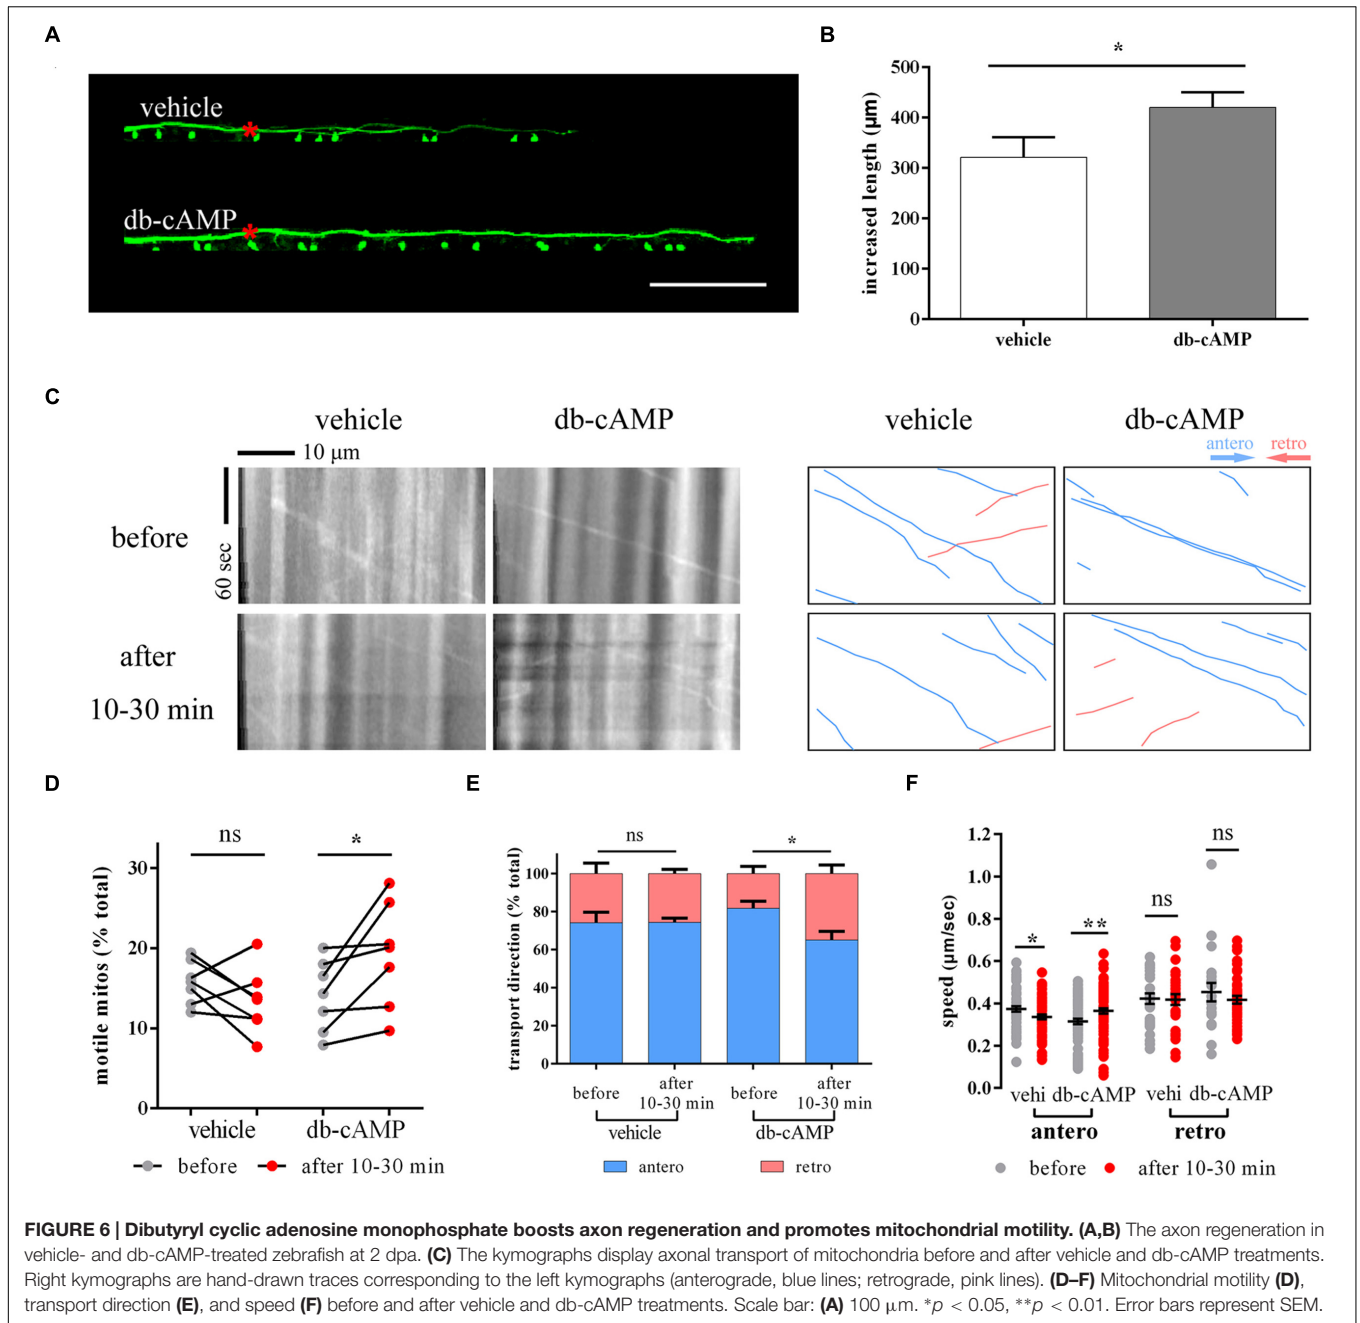 A
vehicle
*
db-cAMP
*
B
*
500
400
300
200
100
0
increased length (μm)
vehicle
db-cAMP
C
vehicle
db-cAMP
vehicle
db-cAMP
10 μm
antero
retro
60 sec
before
after
10-30 min
D
ns
*
30
20
10
0
motile mitos (% total)
vehicle
db-cAMP
before
after 10-30 min
E
ns
*
100
80
60
40
20
0
transport direction (% total)
before
after
10-30 min
before
after
10-30 min
vehicle
db-cAMP
antero
retro
F
1.2
1.0
0.8
0.6
0.4
0.2
0.0
speed (μm/sec)
*
**
ns
ns
vehi db-cAMP
vehi db-cAMP
antero
retro
before
after 10-30 min
FIGURE 6 | Dibutyryl cyclic adenosine monophosphate boosts axon regeneration and promotes mitochondrial motility. (A,B) The axon regeneration in
vehicle- and db-cAMP-treated zebrafish at 2 dpa. (C) The kymographs display axonal transport of mitochondria before and after vehicle and db-cAMP treatments.
Right kymographs are hand-drawn traces corresponding to the left kymographs (anterograde, blue lines; retrograde, pink lines). (D–F) Mitochondrial motility (D),
transport direction (E), and speed (F) before and after vehicle and db-cAMP treatments. Scale bar: (A) 100 μm. *p < 0.05, **p < 0.01. Error bars represent SEM.